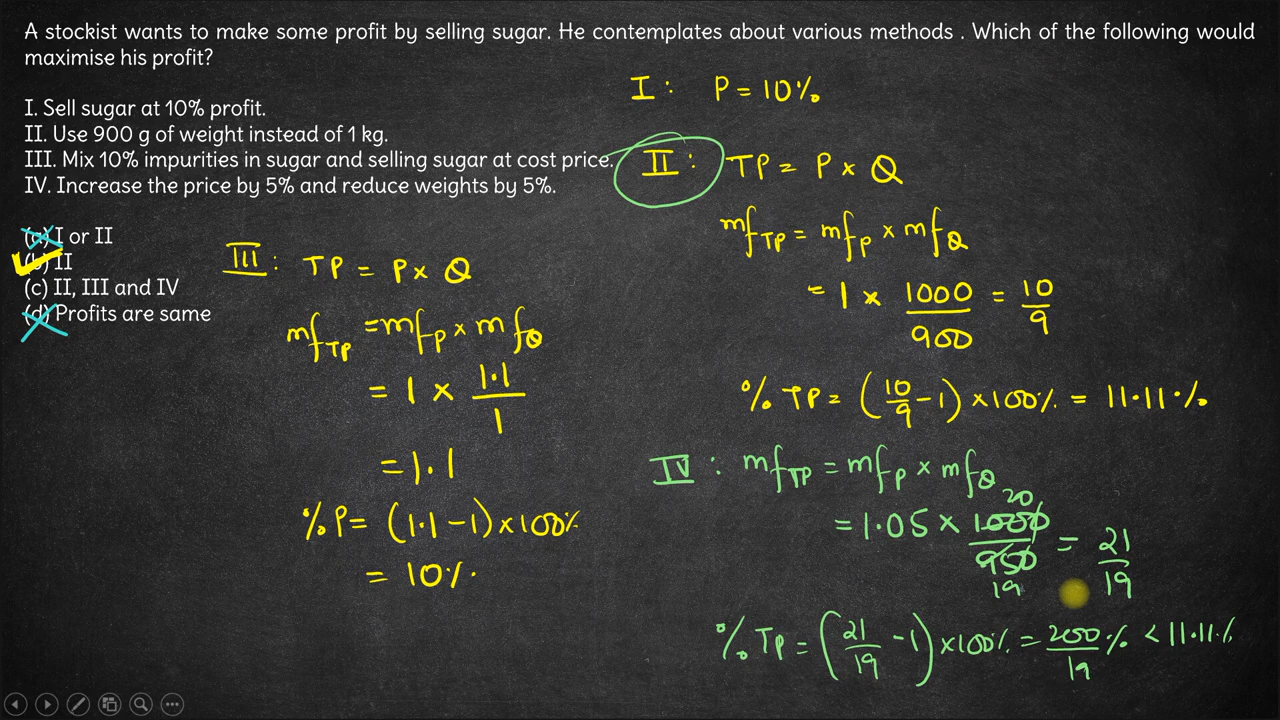 A stockist wants to make some profit by selling sugar. He contemplates about various methods . Which of the following would
maximise his profit?
I. Sell sugar at 10% profit.
II. Use 900 g of weight instead of 1 kg.
III. Mix 10% impurities in sugar and selling sugar at cost price.
IV. Increase the price by 5% and reduce weights by 5%.
(a) I or II
(b) II
(c) II, III and IV
(d) Profits are same
I : P = 10%
II : TP = P × Q
mf_TP = mf_P × mf_Q
= 1 × 1000/900 = 10/9
% TP = (10/9 - 1) × 100% = 11.11%
III : TP = P × Q
mf_TP = mf_P × mf_Q
= 1 × 1.1/1
= 1.1
% P = (1.1 - 1) × 100%
= 10%
IV : mf_TP = mf_P × mf_Q
20
= 1.05 × 1000/950 = 21/19
19
% TP = (21/19 - 1) × 100% = 200/19 % < 11.11%